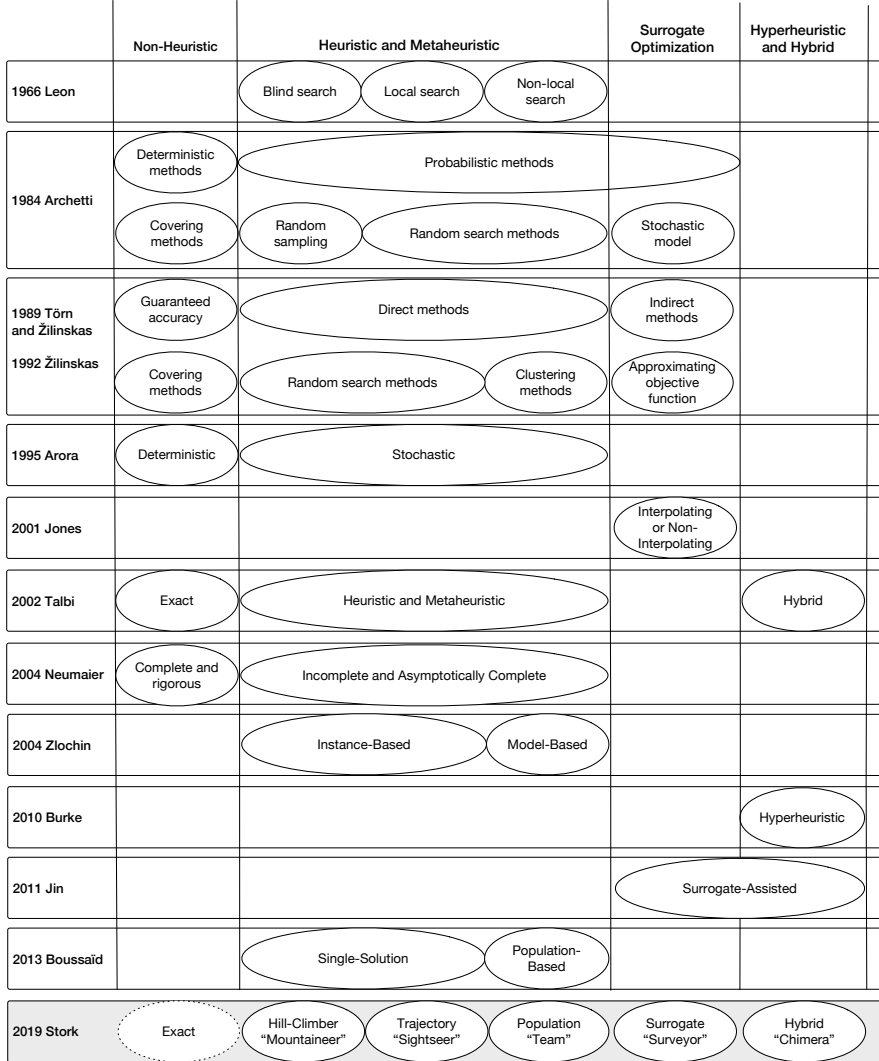 Non-Heuristic
Heuristic and Metaheuristic
Surrogate
Optimization
Hyperheuristic
and Hybrid
1966 Leon
Blind search
Local search
Non-local
search
1984 Archetti
Deterministic
methods
Probabilistic methods
Covering
methods
Random
sampling
Random search methods
Stochastic
model
1989 Törn
and Žilinskas
1992 Žilinskas
Guaranteed
accuracy
Direct methods
Indirect
methods
Covering
methods
Random search methods
Clustering
methods
Approximating
objective
function
1995 Arora
Deterministic
Stochastic
2001 Jones
Interpolating
or Non-
Interpolating
2002 Talbi
Exact
Heuristic and Metaheuristic
Hybrid
2004 Neumaier
Complete and
rigorous
Incomplete and Asymptotically Complete
2004 Zlochin
Instance-Based
Model-Based
2010 Burke
Hyperheuristic
2011 Jin
Surrogate-Assisted
2013 Boussaïd
Single-Solution
Population-
Based
2019 Stork
Exact
Hill-Climber
“Mountaineer”
Trajectory
“Sightseer”
Population
“Team”
Surrogate
“Surveyor”
Hybrid
“Chimera”